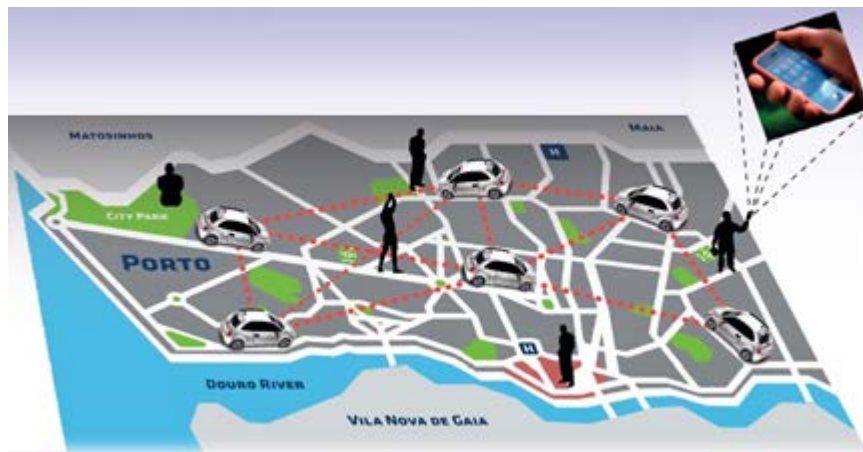 Matosinhos
Maia
H
City Park
Porto
H
Douro River
Vila Nova de Gaia